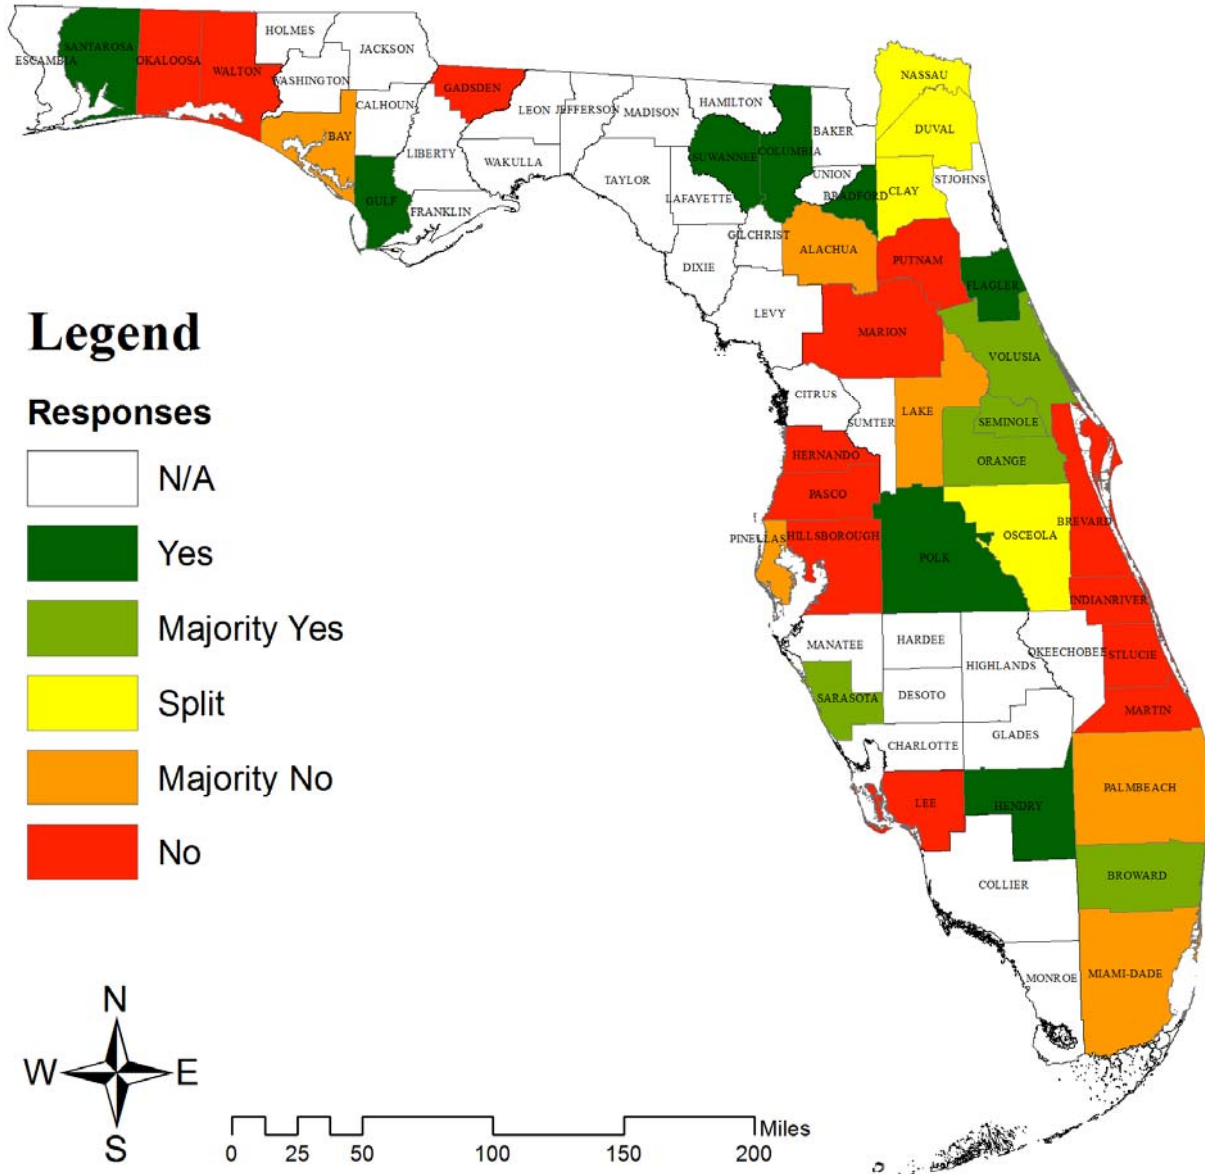 HOLMES
JACKSON
SANTAROSA
ESCAMBIA
OKALOOSA
WALTON
WASHINGTON
GADSDEN
NASSAU
CALHOUN
LEON
JEFFERSON
MADISON
HAMILTON
BAY
BAKER
DUVAL
LIBERTY
WAKULLA
SUWANNEE
COLUMBIA
UNION
TAYLOR
LAFAYETTE
BRADFORD
CLAY
STJOHNS
GULF
FRANKLIN
GILCHRIST
ALACHUA
PUTNAM
DIXIE
FLAGLER
LEVY
MARION
VOLUSIA
CITRUS
SUMTER
LAKE
SEMINOLE
HERNANDO
ORANGE
PASCO
BREVARD
PINELLAS
HILLSBOROUGH
OSCEOLA
POLK
INDIANRIVER
MANATEE
HARDEE
HIGHLANDS
OKEECHOBEE
STLUCIE
SARASOTA
DESOTO
MARTIN
CHARLOTTE
GLADES
PALMBEACH
LEE
HENDRY
BROWARD
COLLIER
MONROE
MIAMI-DADE
Legend
Responses
N/A
Yes
Majority Yes
Split
Majority No
No
N
W E
S
Miles
0 25 50 100 150 200